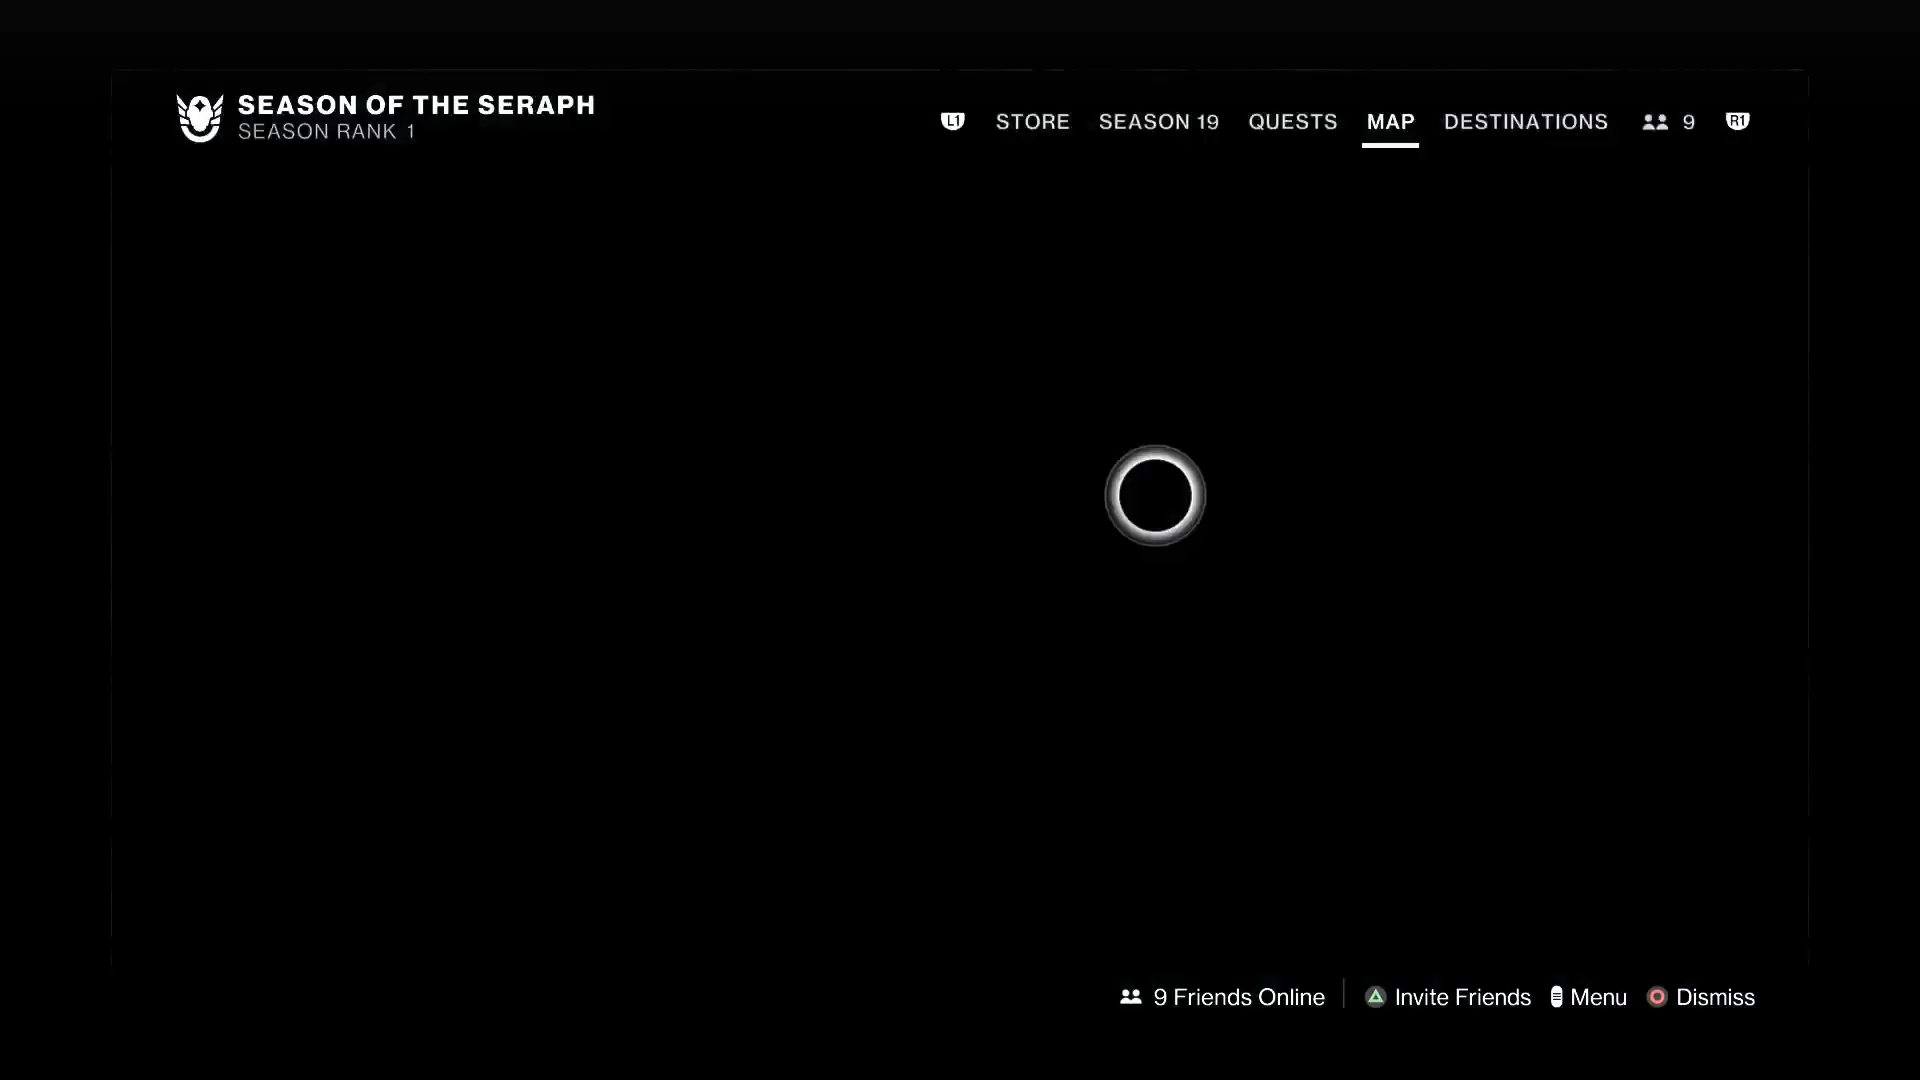 SEASON OF THE SERAPH
SEASON RANK 1
L1 STORE SEASON 19 QUESTS MAP DESTINATIONS 9 R1
9 Friends Online Invite Friends Menu Dismiss